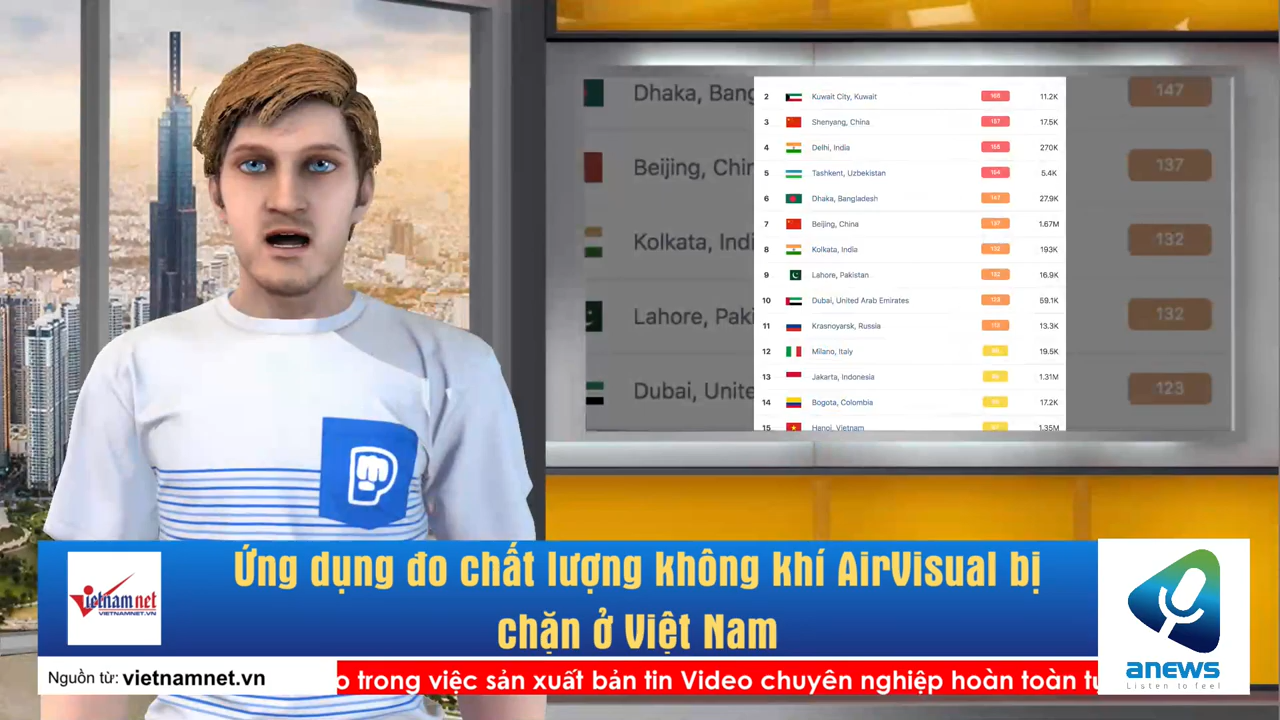 Dhaka, Bang
147
Beijing, Chin
137
Kolkata, Indi
132
Lahore, Paki
132
Dubai, Unite
123
2 Kuwait City, Kuwait 168 11.2K
3 Shenyang, China 167 17.5K
4 Delhi, India 166 270K
5 Tashkent, Uzbekistan 164 5.4K
6 Dhaka, Bangladesh 147 27.9K
7 Beijing, China 137 1.67M
8 Kolkata, India 132 193K
9 Lahore, Pakistan 132 16.9K
10 Dubai, United Arab Emirates 123 59.1K
11 Krasnoyarsk, Russia 13.3K
12 Milano, Italy 19.5K
13 Jakarta, Indonesia 1.31M
14 Bogota, Colombia 17.2K
15 Hanoi, Vietnam 1.35M
Ứng dụng đo chất lượng không khí AirVisual bị
chặn ở Việt Nam
Vietnamnet
VIETNAMNET.VN
Nguồn từ: vietnamnet.vn
o trong việc sản xuất bản tin Video chuyên nghiệp hoàn toàn tự
anews
Listen to feel